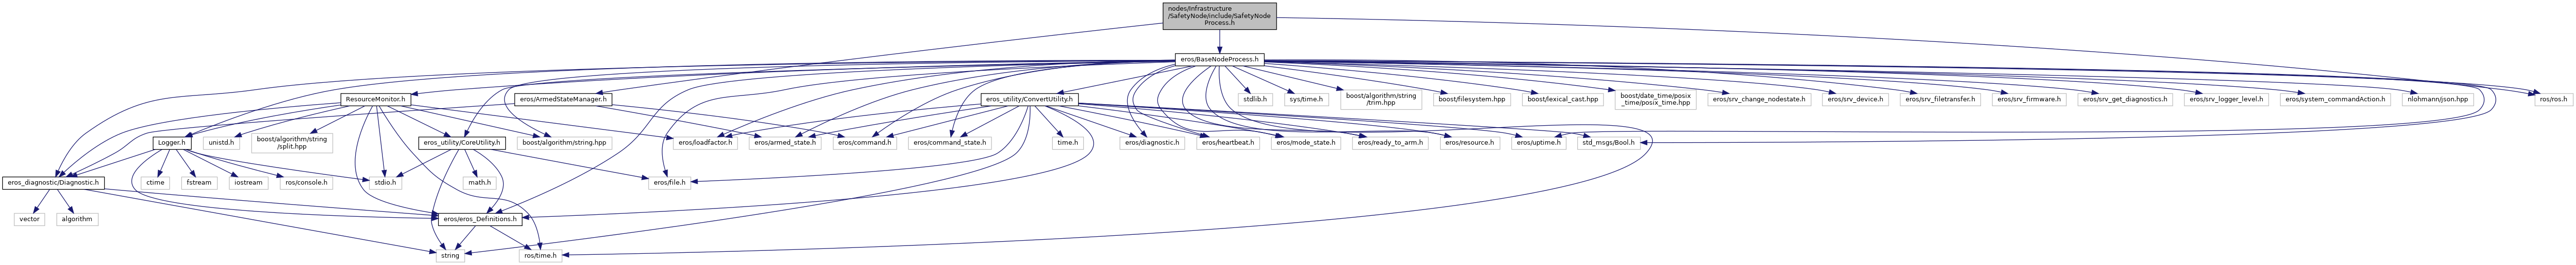 nodes/Infrastructure
/SafetyNode/include/SafetyNode
Process.h
eros/BaseNodeProcess.h
ResourceMonitor.h
eros/ArmedStateManager.h
eros_utility/ConvertUtility.h
stdlib.h
sys/time.h
boost/algorithm/string
/trim.hpp
boost/filesystem.hpp
boost/lexical_cast.hpp
boost/date_time/posix
_time/posix_time.hpp
eros/srv_change_nodestate.h
eros/srv_device.h
eros/srv_filetransfer.h
eros/srv_firmware.h
eros/srv_get_diagnostics.h
eros/srv_logger_level.h
eros/system_commandAction.h
nlohmann/json.hpp
ros/ros.h
Logger.h
unistd.h
boost/algorithm/string
/split.hpp
eros_utility/CoreUtility.h
boost/algorithm/string.hpp
eros/loadfactor.h
eros/armed_state.h
eros/command.h
eros/command_state.h
time.h
eros/diagnostic.h
eros/heartbeat.h
eros/mode_state.h
eros/ready_to_arm.h
eros/resource.h
eros/uptime.h
std_msgs/Bool.h
eros_diagnostic/Diagnostic.h
ctime
fstream
iostream
ros/console.h
stdio.h
math.h
eros/file.h
vector
algorithm
eros/eros_Definitions.h
string
ros/time.h